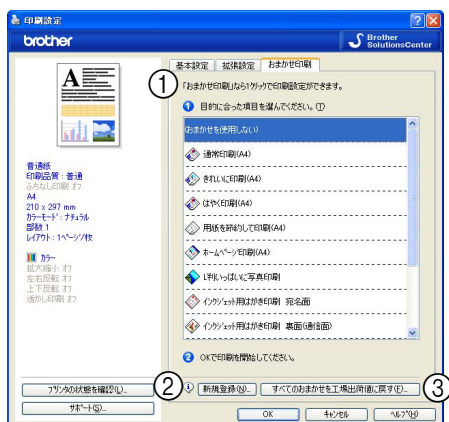 印刷設定
brother
Brother
SolutionsCenter
基本設定
拡張設定
おまかせ印刷
①
「おまかせ印刷」なら1クリックで印刷設定ができます。
1 目的に合った項目を選んでください。(T)
(おまかせを使用しない)
通常印刷(A4)
きれいに印刷(A4)
はやく印刷(A4)
用紙を節約して印刷(A4)
ホームページ印刷(A4)
L判いっぱいに写真印刷
インクジェット用はがき印刷 宛名面
インクジェット用はがき印刷 裏面(通信面)
2 OKで印刷を開始してください。
普通紙
印刷品質:普通
ふちなし印刷 オフ
A4
210 x 297 mm
カラーモード:ナチュラル
部数 1
レイアウト:1ページ/枚
カラー
拡大縮小 オフ
左右反転 オフ
上下反転 オフ
透かし印刷 オフ
プリンタの状態を確認(L)...
サポート(S)...
②
新規登録(N)...
すべてのおまかせを工場出荷値に戻す(F)...
③
OK
キャンセル
ヘルプ(H)